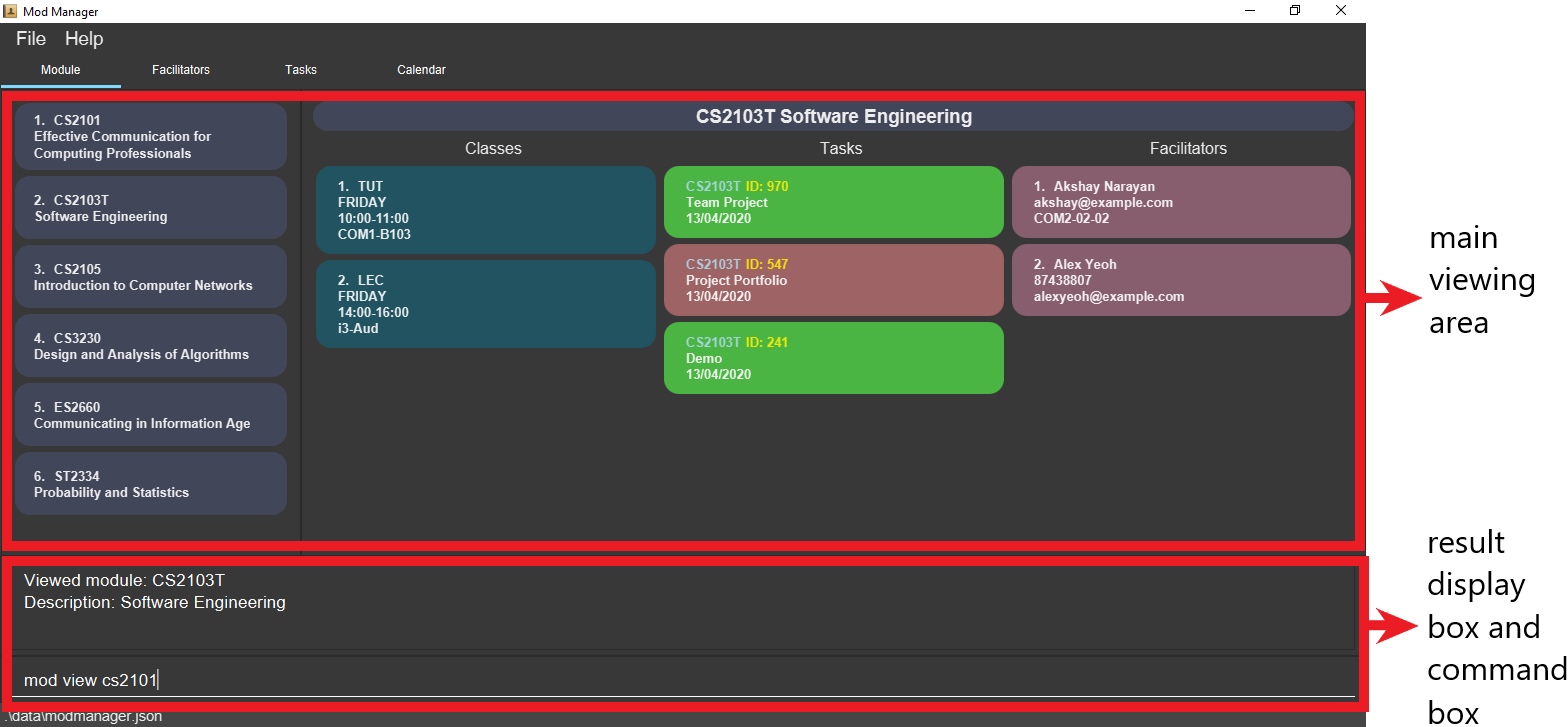 Mod Manager
File Help
Module Facilitators Tasks Calendar
1. CS2101
Effective Communication for
Computing Professionals
2. CS2103T
Software Engineering
3. CS2105
Introduction to Computer Networks
4. CS3230
Design and Analysis of Algorithms
5. ES2660
Communicating in Information Age
6. ST2334
Probability and Statistics
CS2103T Software Engineering
Classes
1. TUT
FRIDAY
10:00-11:00
COM1-B103
2. LEC
FRIDAY
14:00-16:00
i3-Aud
Tasks
CS2103T ID: 970
Team Project
13/04/2020
CS2103T ID: 547
Project Portfolio
13/04/2020
CS2103T ID: 241
Demo
13/04/2020
Facilitators
1. Akshay Narayan
akshay@example.com
COM2-02-02
2. Alex Yeoh
87438807
alexyeoh@example.com
main
viewing
area
Viewed module: CS2103T
Description: Software Engineering
mod view cs2101
result
display
box and
command
box
.\data\modmanager.json